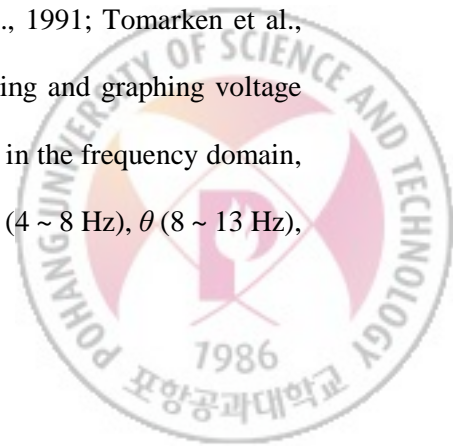 ., 1991; Tomarken et al.,
ing and graphing voltage
in the frequency domain,
(4 ~ 8 Hz), θ (8 ~ 13 Hz),
POHANG UNIVERSITY OF SCIENCE AND TECHNOLOGY
1986
포항공과대학교